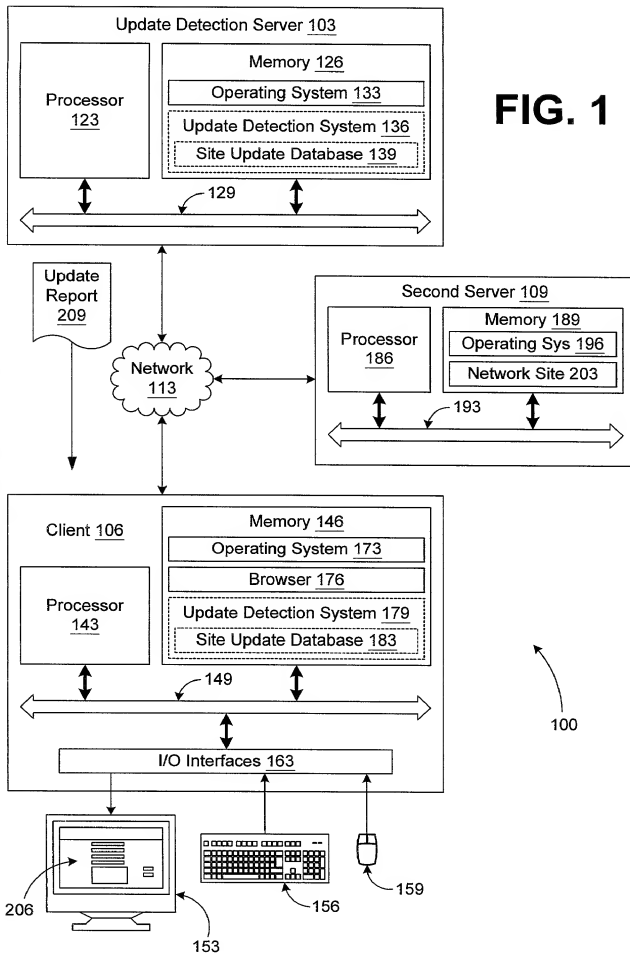 Update Detection Server 103
Processor
123
Memory 126
Operating System 133
Update Detection System 136
Site Update Database 139
129
FIG. 1
Update
Report
209
Network
113
Second Server 109
Processor
186
Memory 189
Operating Sys 196
Network Site 203
193
Client 106
Processor
143
Memory 146
Operating System 173
Browser 176
Update Detection System 179
Site Update Database 183
149
I/O Interfaces 163
100
206
153
156
159